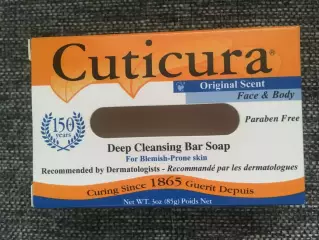 Cuticura®
Original Scent
Face & Body
150
years
Paraben Free
Deep Cleansing Bar Soap
For Blemish-Prone skin
Recommended by Dermatologists - Recommandé par les dermatologues
Curing Since 1865 Guerit Depuis
Net WT. 3oz (85g) Poids Net